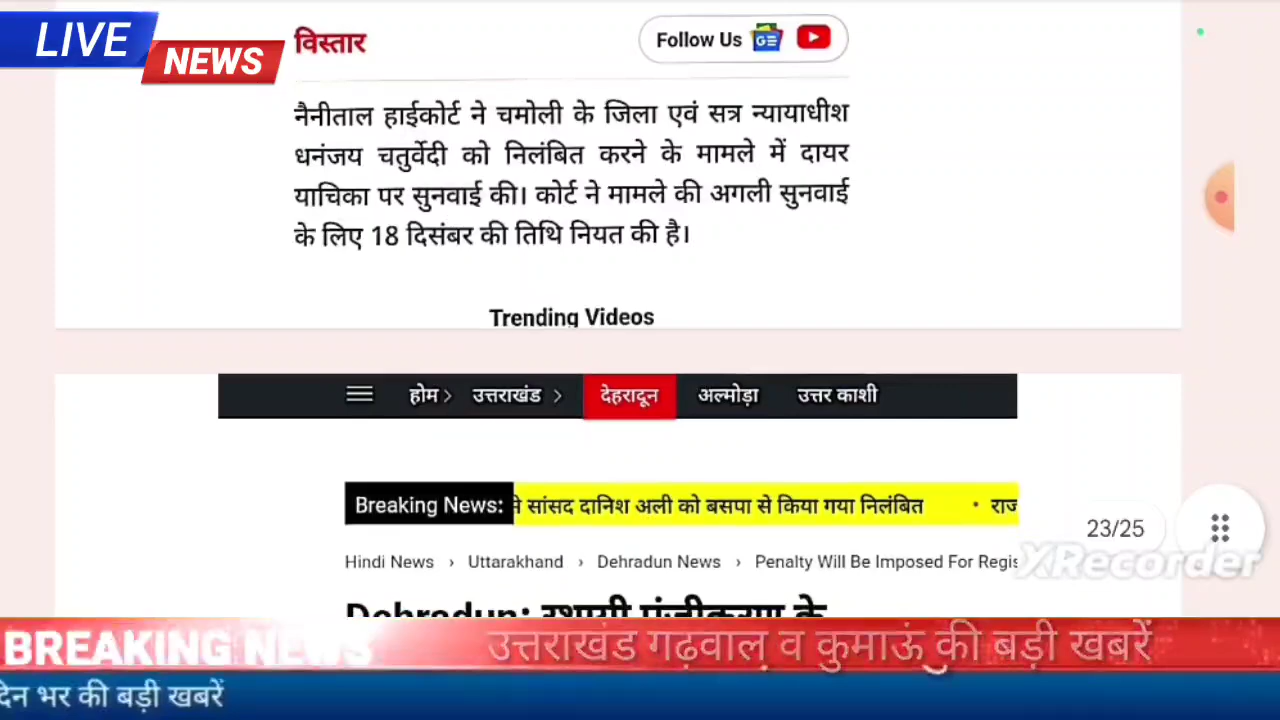 LIVE
NEWS
विस्तार
Follow Us GE
नैनीताल हाईकोर्ट ने चमोली के जिला एवं सत्र न्यायाधीश
धनंजय चतुर्वेदी को निलंबित करने के मामले में दायर
याचिका पर सुनवाई की। कोर्ट ने मामले की अगली सुनवाई
के लिए 18 दिसंबर की तिथि नियत की है।
Trending Videos
होम > उत्तराखंड > देहरादून अल्मोड़ा उत्तर काशी
Breaking News: सांसद दानिश अली को बसपा से किया गया निलंबित •
23/25
Hindi News › Uttarakhand › Dehradun News › Penalty Will Be Imposed For
XRecorder
Dehradun: स्थायी पंजीकरण के
BREAKING NEWS उत्तराखंड गढ़वाल व कुमाऊं की बड़ी खबरें
दिन भर की बड़ी खबरें